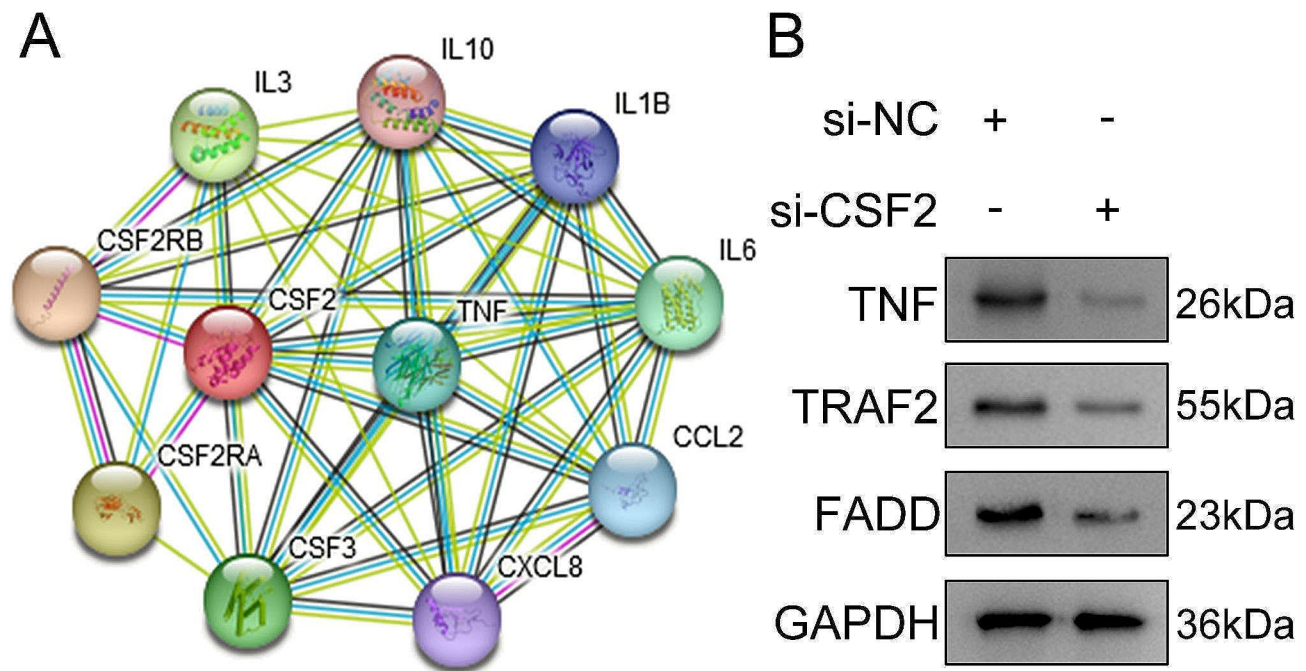 A
IL10
IL3
IL1B
CSF2RB
IL6
CSF2
TNF
CCL2
CSF2RA
CSF3
CXCL8
B
si-NC + -
si-CSF2 - +
TNF 26kDa
TRAF2 55kDa
FADD 23kDa
GAPDH 36kDa